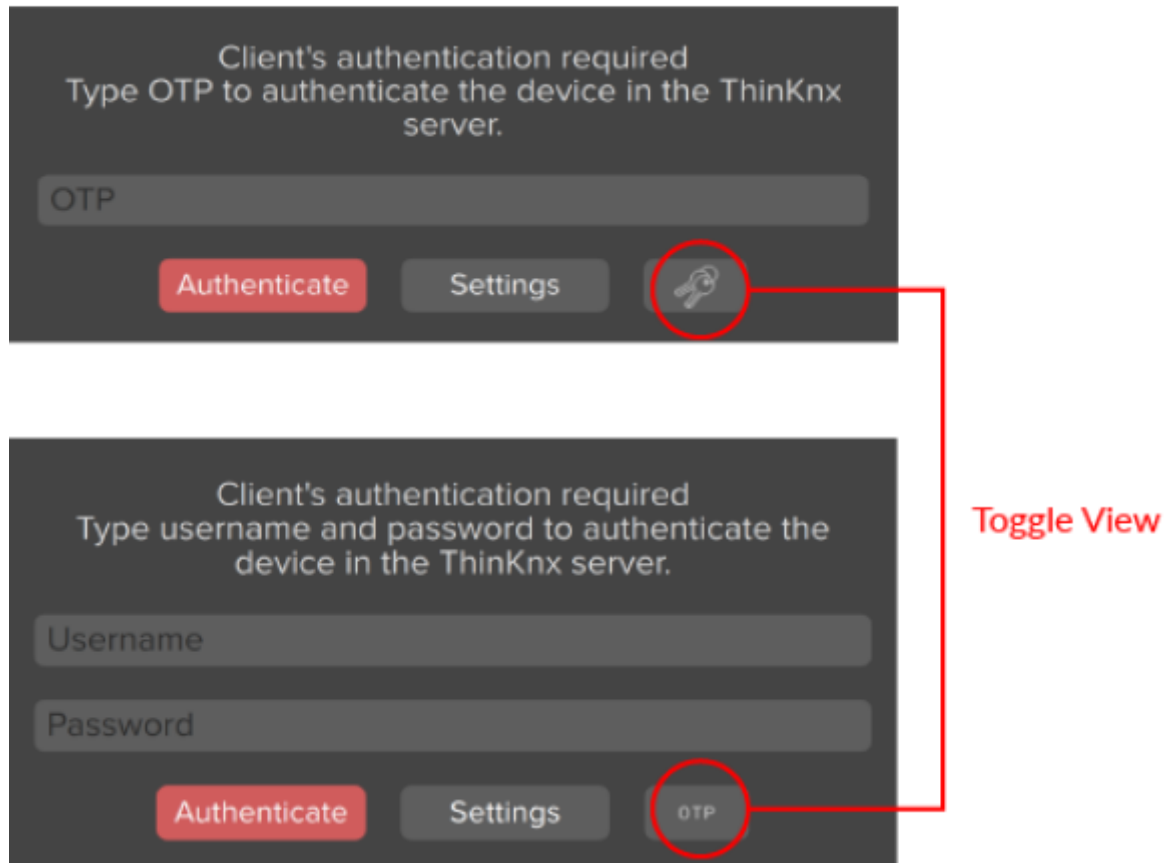 Client's authentication required
Type OTP to authenticate the device in the ThinKnx
server.
OTP
Authenticate
Settings
Client's authentication required
Type username and password to authenticate the
device in the ThinKnx server.
Toggle View
Username
Password
Authenticate
Settings
OTP